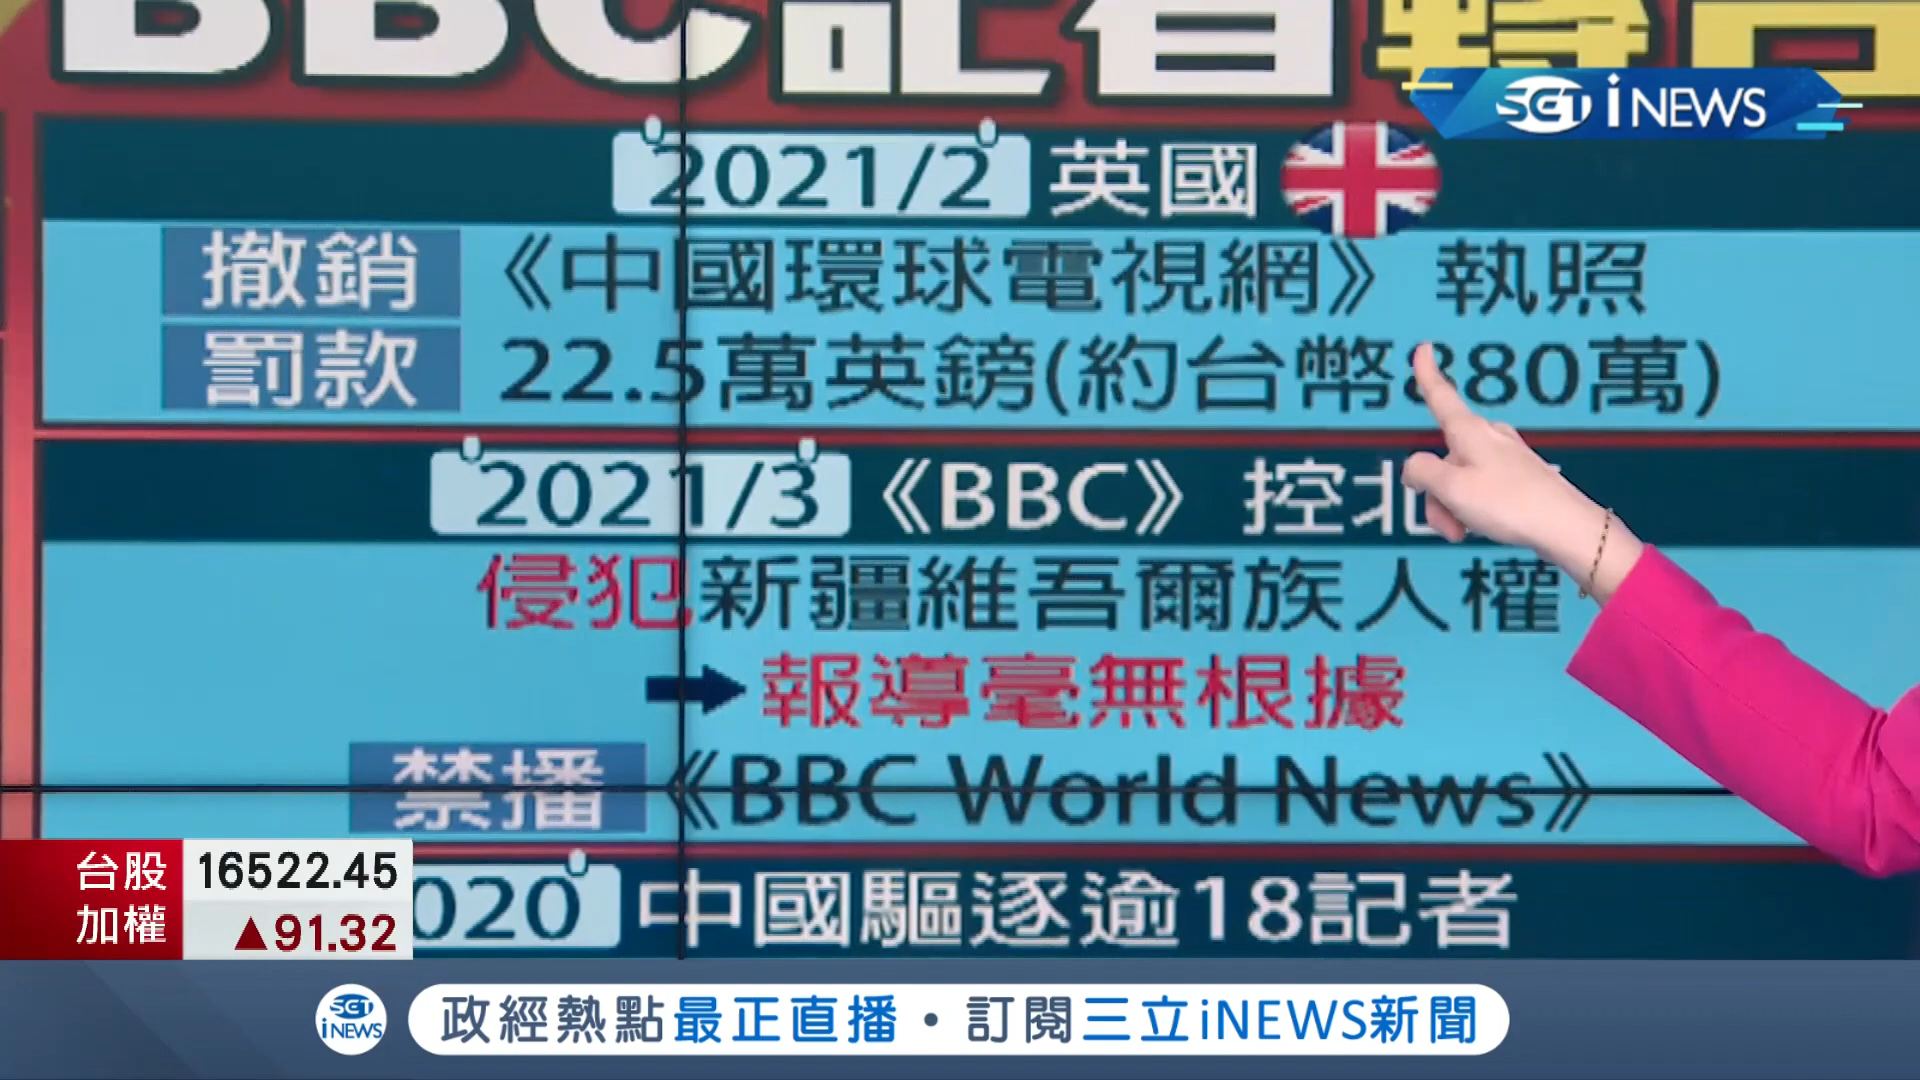 BBC記者
SET iNEWS
2021/2 英國
撤銷 《中國環球電視網》執照
罰款 22.5萬英鎊(約台幣880萬)
2021/3 《BBC》控北
侵犯新疆維吾爾族人權
→報導毫無根據
禁播 《BBC World News》
020 中國驅逐逾18記者
台股 16522.45
加權 ▲91.32
SET iNEWS 政經熱點最正直播・訂閱三立iNEWS新聞